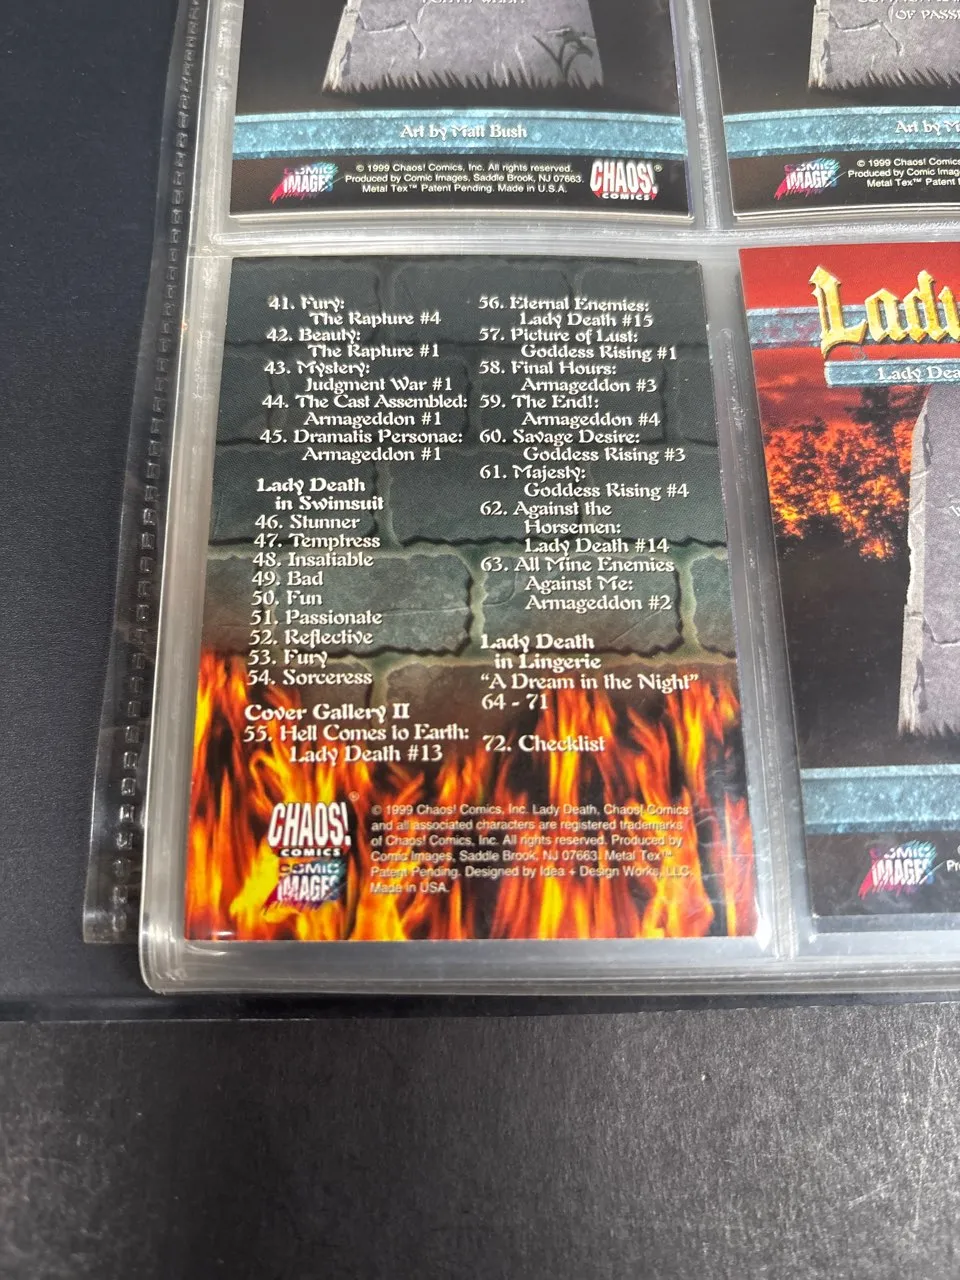 Art by Matt Bush
COMIC
IMAGES
© 1999 Chaos! Comics, Inc. All rights reserved.
Produced by Comic Images, Saddle Brook, NJ 07663.
Metal Tex™ Patent Pending. Made in U.S.A.
CHAOS!®
COMICS
OF PASS
Art by M
COMIC
IMAGES
© 1999 Chaos! Comics
Produced by Comic Imag
Metal Tex™ Patent
41. Fury:
The Rapture #4
42. Beauty:
The Rapture #1
43. Mystery:
Judgment War #1
44. The Cast Assembled:
Armageddon #1
45. Dramatis Personae:
Armageddon #1
Lady Death
in Swimsuit
46. Stunner
47. Temptress
48. Insatiable
49. Bad
50. Fun
51. Passionate
52. Reflective
53. Fury
54. Sorceress
Cover Gallery II
55. Hell Comes to Earth:
Lady Death #13
56. Eternal Enemies:
Lady Death #15
57. Picture of Lust:
Goddess Rising #1
58. Final Hours:
Armageddon #3
59. The End!:
Armageddon #4
60. Savage Desire:
Goddess Rising #3
61. Majesty:
Goddess Rising #4
62. Against the
Horsemen:
Lady Death #14
63. All Mine Enemies
Against Me:
Armageddon #2
Lady Death
in Lingerie
"A Dream in the Night"
64 - 71
72. Checklist
CHAOS!®
COMICS
COMIC
IMAGES
© 1999 Chaos! Comics, Inc. Lady Death, Chaos! Comics
and all associated characters are registered trademarks
of Chaos! Comics, Inc. All rights reserved. Produced by
Comic Images, Saddle Brook, NJ 07663. Metal Tex™
Patent Pending. Designed by Idea + Design Works, LLC.
Made in USA.
Lady
Lady Dea
COMIC
IMAGES
©
Pr